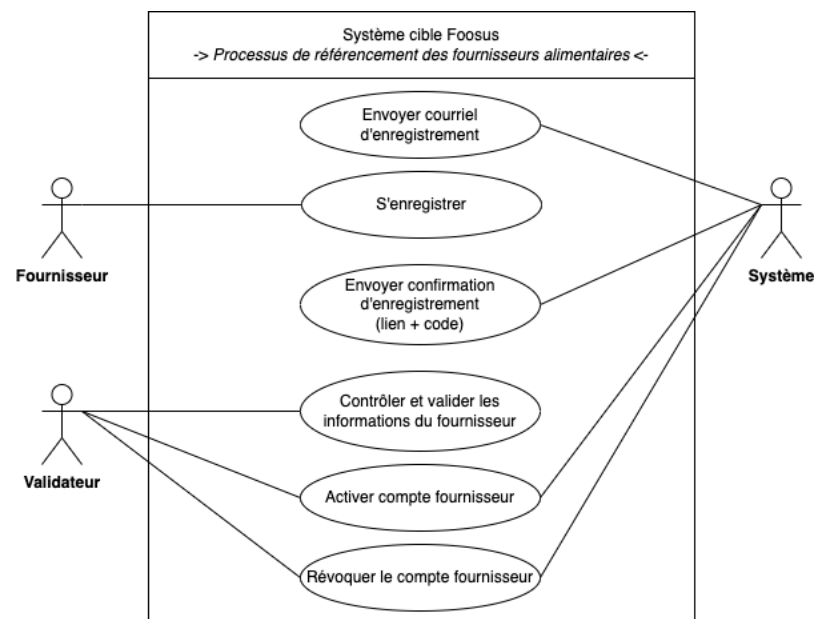 Système cible Foosus
-> Processus de référencement des fournisseurs alimentaires <-
Envoyer courriel
d'enregistrement
S'enregistrer
Fournisseur
Système
Envoyer confirmation
d'enregistrement
(lien + code)
Contrôler et valider les
informations du fournisseur
Validateur
Activer compte fournisseur
Révoquer le compte fournisseur